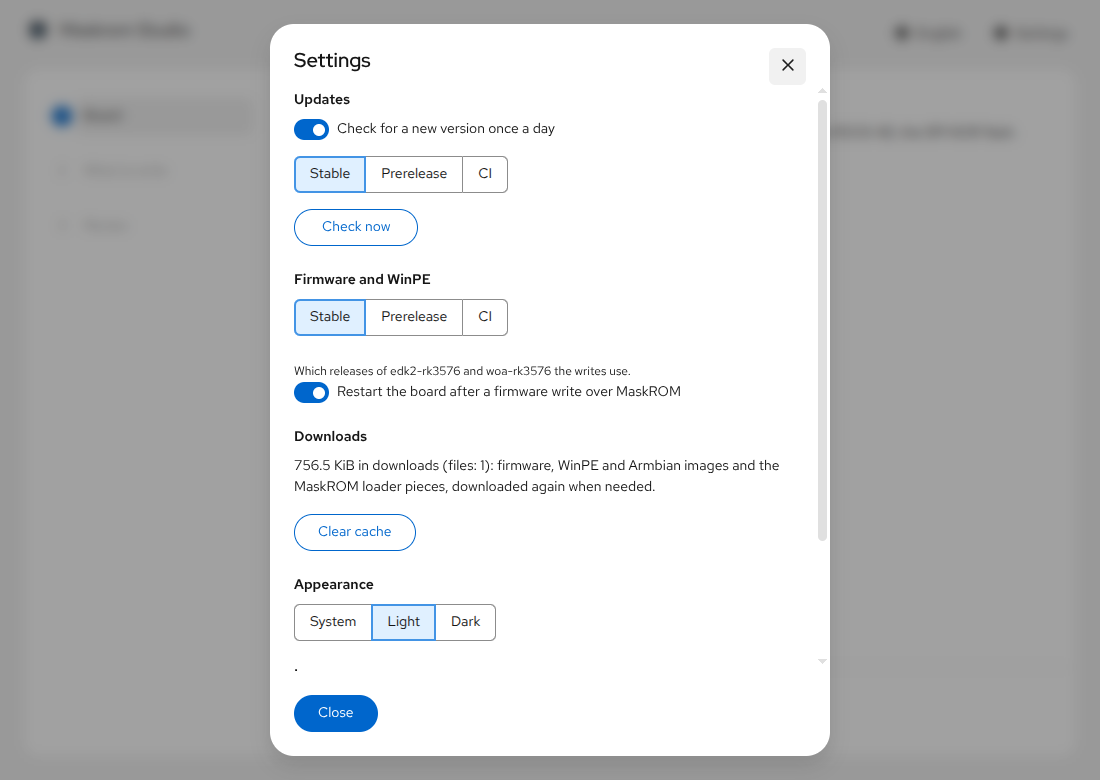 Settings
Updates
Check for a new version once a day
Stable
Prerelease
CI
Check now
Firmware and WinPE
Stable
Prerelease
CI
Which releases of edk2-rk3576 and woa-rk3576 the writes use.
Restart the board after a firmware write over MaskROM
Downloads
756.5 KiB in downloads (files: 1): firmware, WinPE and Armbian images and the
MaskROM loader pieces, downloaded again when needed.
Clear cache
Appearance
System
Light
Dark
Close